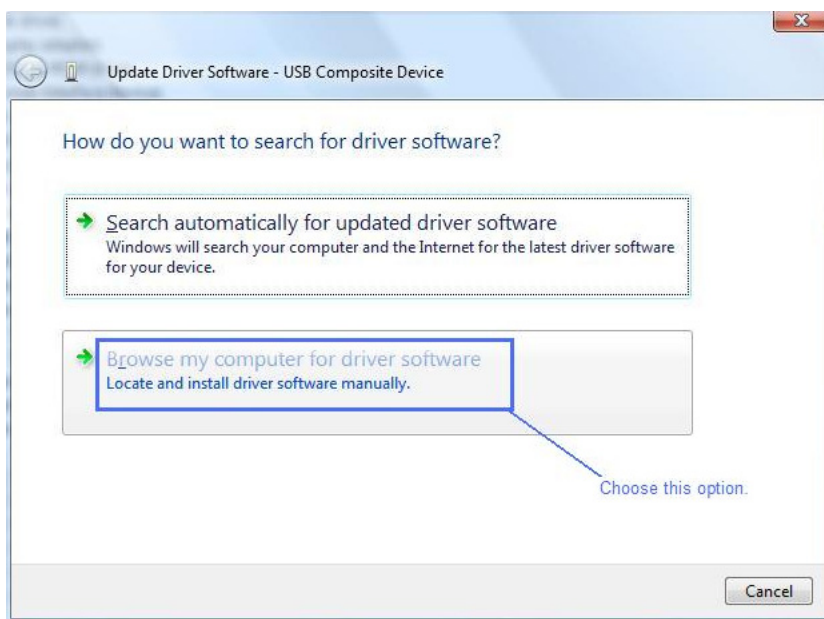 Update Driver Software - USB Composite Device
How do you want to search for driver software?
Search automatically for updated driver software
Windows will search your computer and the Internet for the latest driver software
for your device.
Browse my computer for driver software
Locate and install driver software manually.
Choose this option.
Cancel